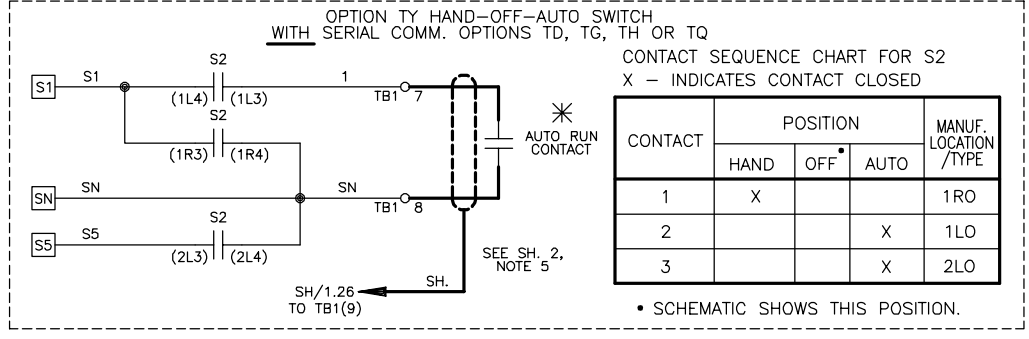 OPTION TY HAND-OFF-AUTO SWITCH
WITH SERIAL COMM. OPTIONS TD, TG, TH OR TQ
S1
S1
S2
(1L4) (1L3)
1
TB1 7
S2
(1R3) (1R4)
AUTO RUN
CONTACT
SN
SN
SN
TB1 8
S5
S5
S2
(2L3) (2L4)
SEE SH. 2,
NOTE 5
SH.
SH/1.26
TO TB1(9)
CONTACT SEQUENCE CHART FOR S2
X - INDICATES CONTACT CLOSED
CONTACT POSITION MANUF. LOCATION /TYPE
HAND OFF• AUTO
1 X 1RO
2 X 1LO
3 X 2LO
• SCHEMATIC SHOWS THIS POSITION.